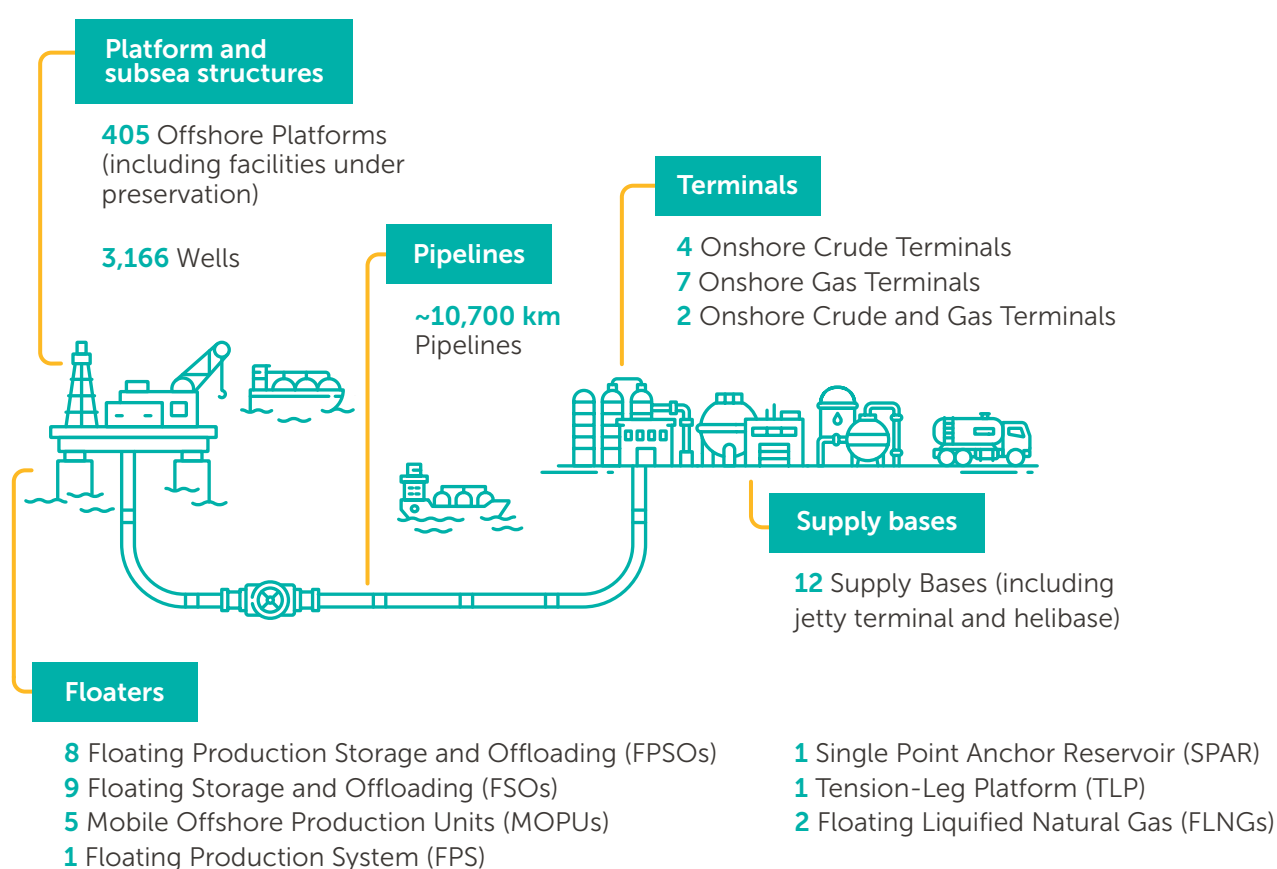 Platform and
subsea structures
405 Offshore Platforms
(including facilities under
preservation)
3,166 Wells
Pipelines
~10,700 km
Pipelines
Terminals
4 Onshore Crude Terminals
7 Onshore Gas Terminals
2 Onshore Crude and Gas Terminals
Supply bases
12 Supply Bases (including
jetty terminal and helibase)
Floaters
8 Floating Production Storage and Offloading (FPSOs)
9 Floating Storage and Offloading (FSOs)
5 Mobile Offshore Production Units (MOPUs)
1 Floating Production System (FPS)
1 Single Point Anchor Reservoir (SPAR)
1 Tension-Leg Platform (TLP)
2 Floating Liquified Natural Gas (FLNGs)